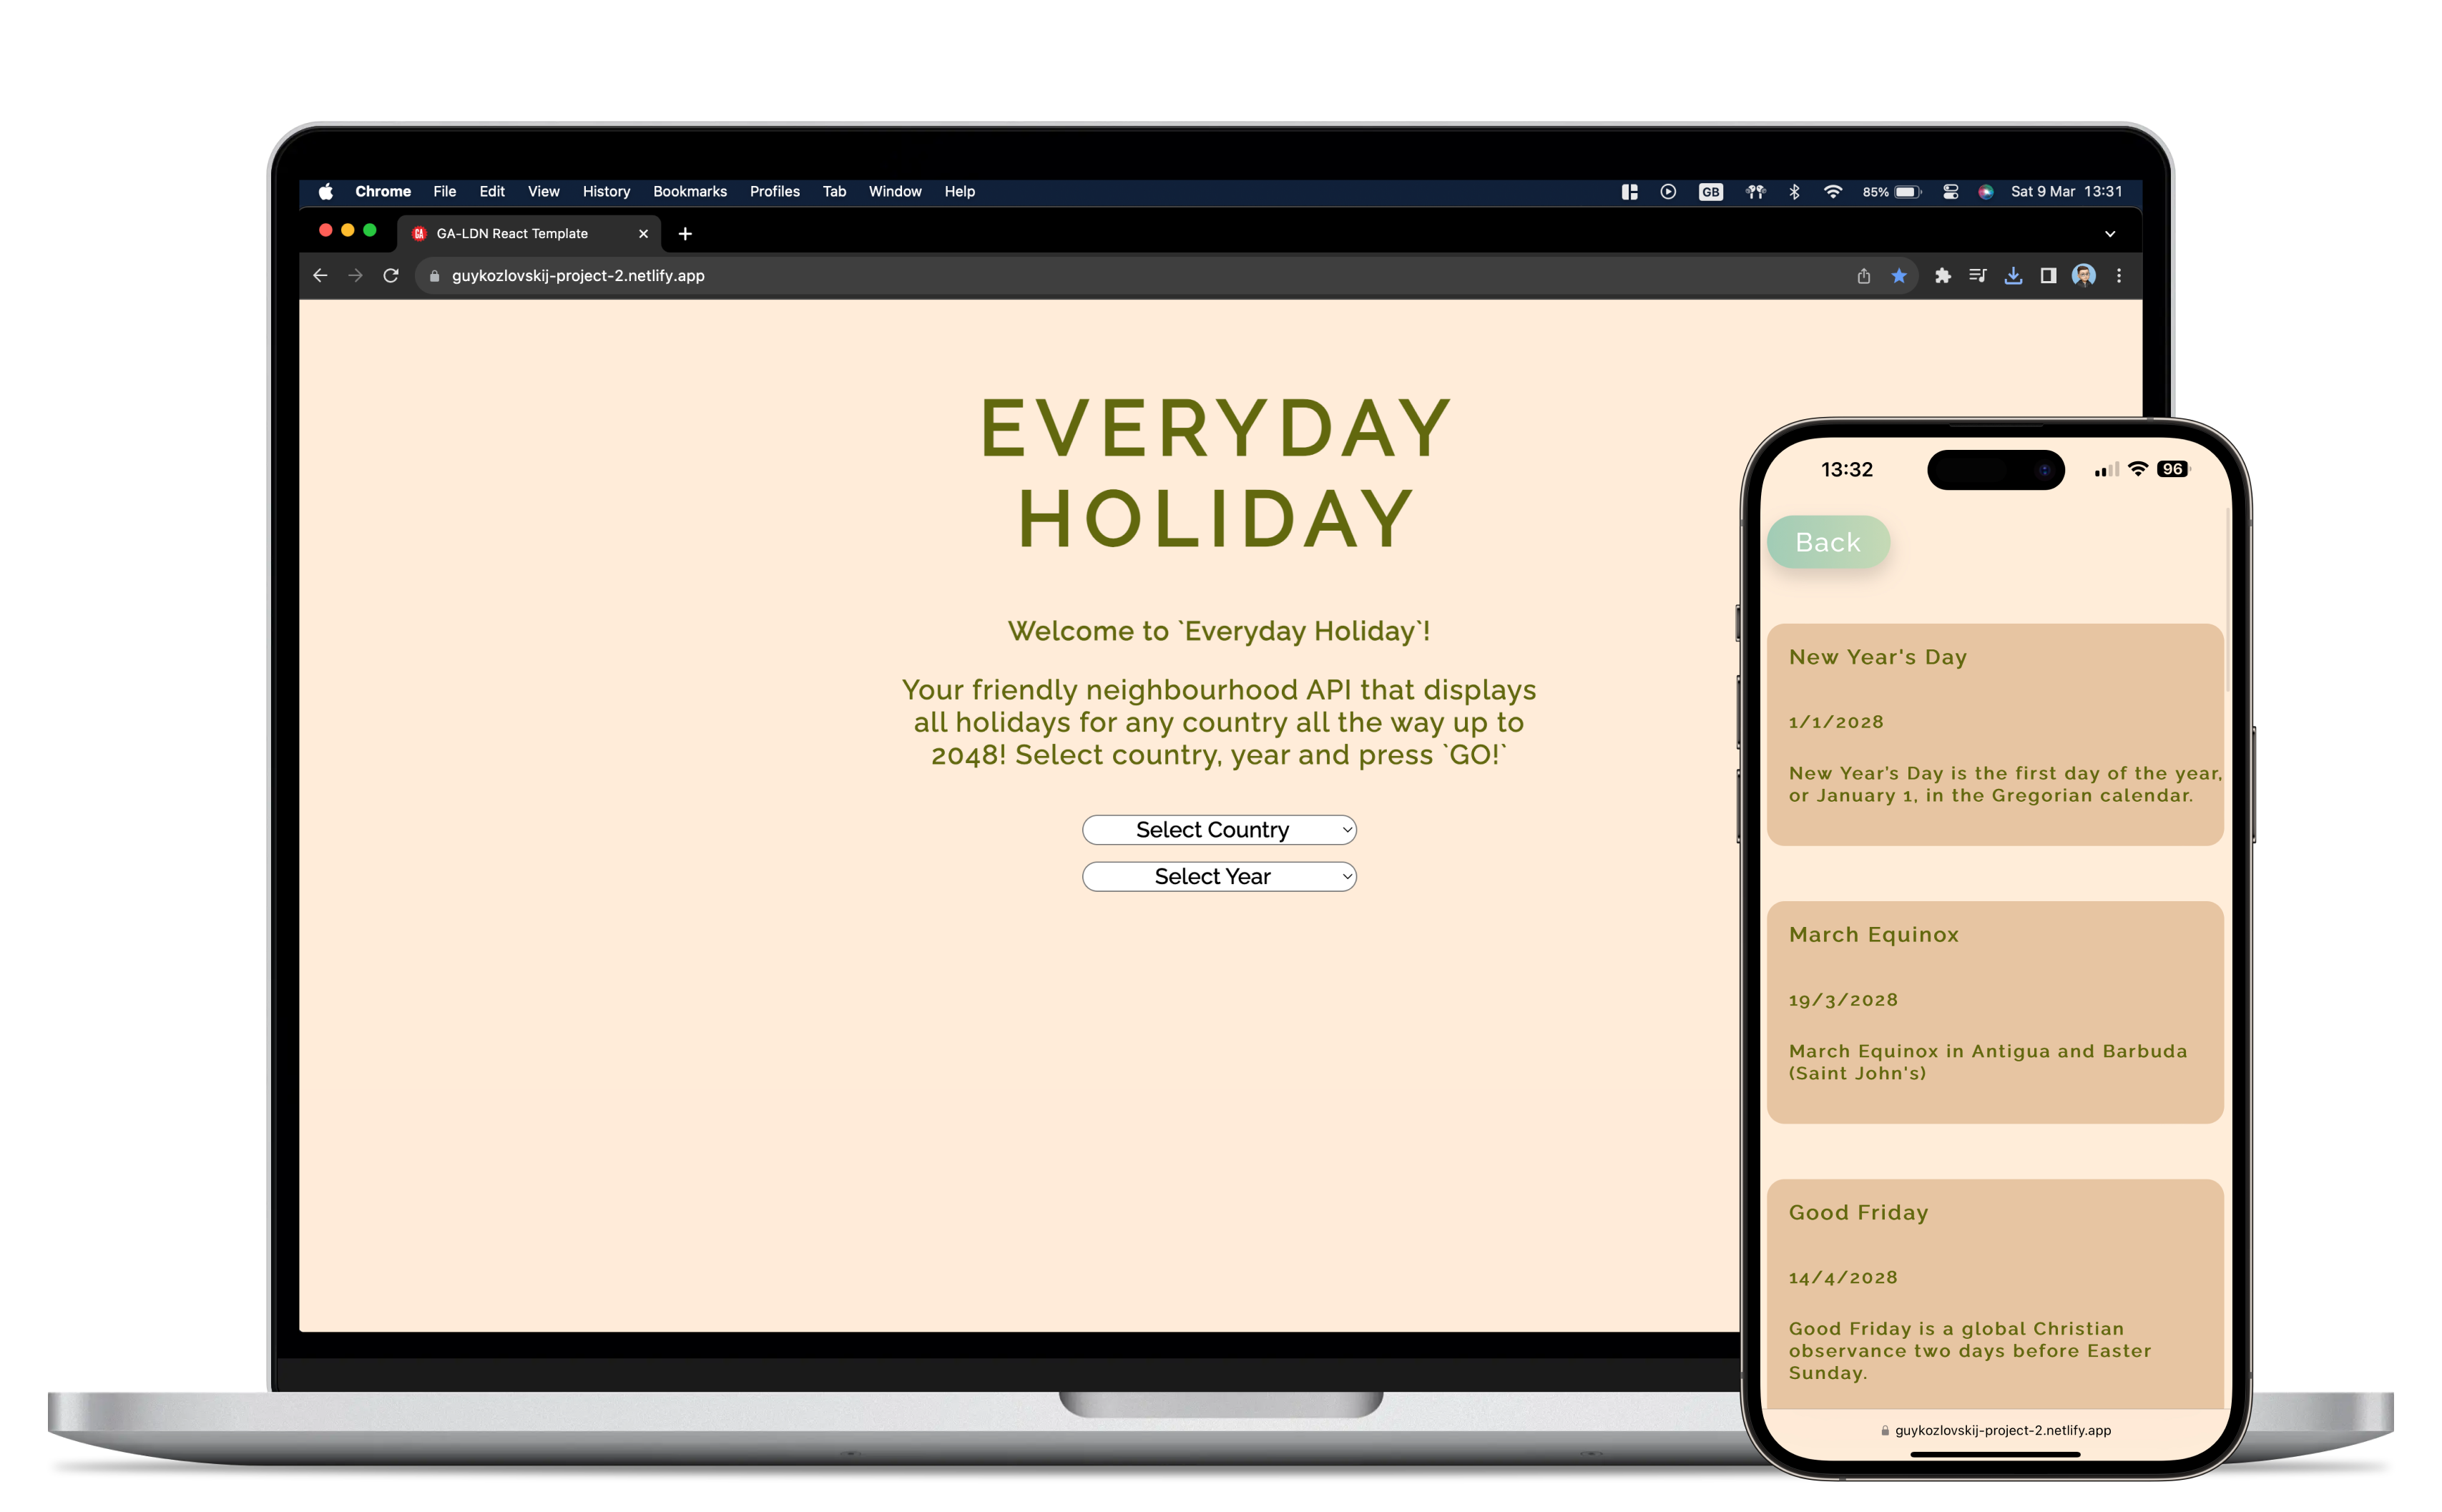 Chrome File Edit View History Bookmarks Profiles Tab Window Help GB 85% Sat 9 Mar 13:31
GA GA-LDN React Template
guykozlovskij-project-2.netlify.app
EVERYDAY
HOLIDAY
Welcome to `Everyday Holiday`!
Your friendly neighbourhood API that displays
all holidays for any country all the way up to
2048! Select country, year and press `GO!`
Select Country
Select Year
13:32 96
Back
New Year's Day
1/1/2028
New Year's Day is the first day of the year,
or January 1, in the Gregorian calendar.
March Equinox
19/3/2028
March Equinox in Antigua and Barbuda
(Saint John's)
Good Friday
14/4/2028
Good Friday is a global Christian
observance two days before Easter
Sunday.
guykozlovskij-project-2.netlify.app